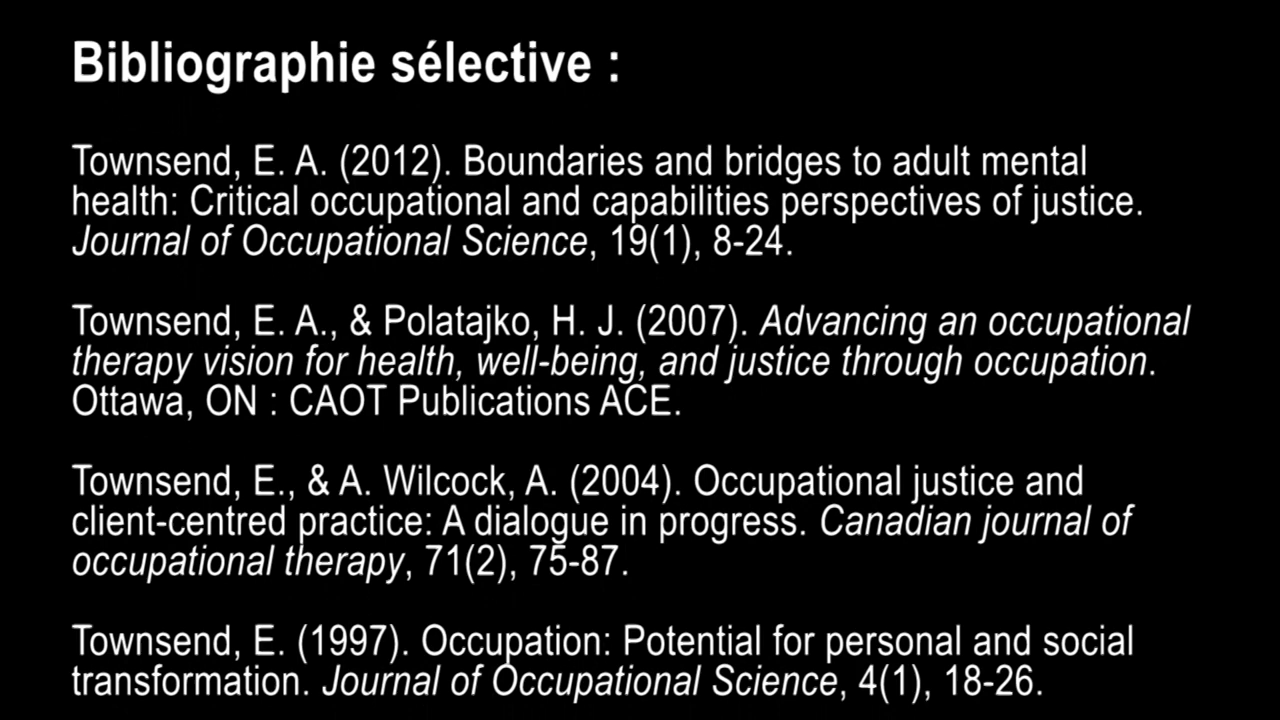 Bibliographie sélective :
Townsend, E. A. (2012). Boundaries and bridges to adult mental
health: Critical occupational and capabilities perspectives of justice.
Journal of Occupational Science, 19(1), 8-24.
Townsend, E. A., & Polatajko, H. J. (2007). Advancing an occupational
therapy vision for health, well-being, and justice through occupation.
Ottawa, ON : CAOT Publications ACE.
Townsend, E., & A. Wilcock, A. (2004). Occupational justice and
client-centred practice: A dialogue in progress. Canadian journal of
occupational therapy, 71(2), 75-87.
Townsend, E. (1997). Occupation: Potential for personal and social
transformation. Journal of Occupational Science, 4(1), 18-26.